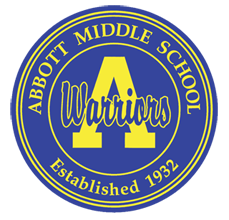 ABBOTT MIDDLE SCHOOL
A
Warriors
Established 1932